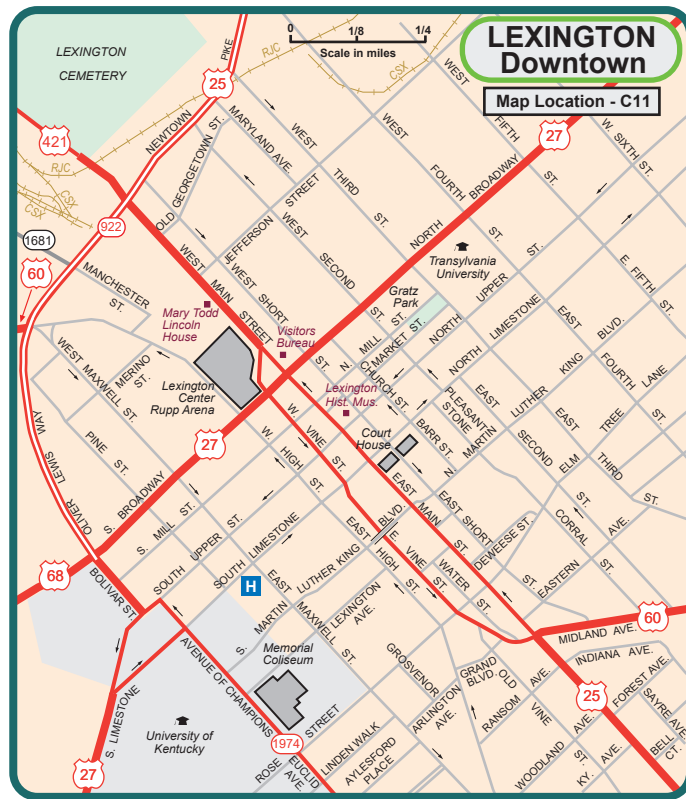 LEXINGTON
Downtown
Map Location - C11
0 1/8 1/4
Scale in miles
LEXINGTON
CEMETERY
NEWTOWN PIKE
RJC
CSX
25
421
RJC
CSX
CSX
922
1681
60
27
MARYLAND AVE.
OLD GEORGETOWN ST.
JEFFERSON STREET
WEST THIRD ST.
WEST FOURTH ST.
WEST FIFTH ST.
W. SIXTH ST.
NORTH BROADWAY
WEST SECOND ST.
WEST SHORT ST.
WEST MAIN STREET
MANCHESTER ST.
Transylvania
University
Gratz
Park
Mary Todd
Lincoln
House
Visitors
Bureau
N. MILL ST.
MARKET ST.
CHURCH ST.
NORTH UPPER ST.
NORTH LIMESTONE
E FIFTH ST.
EAST FOURTH ST.
BLVD.
KING
LUTHER
N. MARTIN
WEST MAXWELL ST.
MERINO ST.
Lexington
Center
Rupp Arena
Lexington
Hist. Mus.
BARR ST.
PLEASANT STONE
EAST SECOND ST.
EAST THIRD ST.
ELM TREE LANE
PINE ST.
OLIVER LEWIS WAY
27
S. BROADWAY
W. HIGH ST.
W. VINE ST.
Court
House
EAST SHORT ST.
EAST MAIN ST.
DEWEESE ST.
CORRAL ST.
EASTERN AVE.
S. MILL ST.
SOUTH UPPER ST.
SOUTH LIMESTONE
EAST HIGH ST.
E VINE ST.
WATER ST.
68
BOLIVAR ST.
H
S. MARTIN LUTHER KING BLVD.
EAST MAXWELL ST.
LEXINGTON AVE.
60
MIDLAND AVE.
INDIANA AVE.
Memorial
Coliseum
AVENUE OF CHAMPIONS
GROSVENOR
ARLINGTON AVE.
GRAND BLVD.
RANSOM AVE.
OLD VINE ST.
25
FOREST AVE.
SAYRE AVE
BELL CT.
WOODLAND AVE.
KY. AVE.
S. LIMESTONE
University of
Kentucky
27
1974
ROSE STREET
EUCLID AVE.
LINDEN WALK
AYLESFORD PLACE